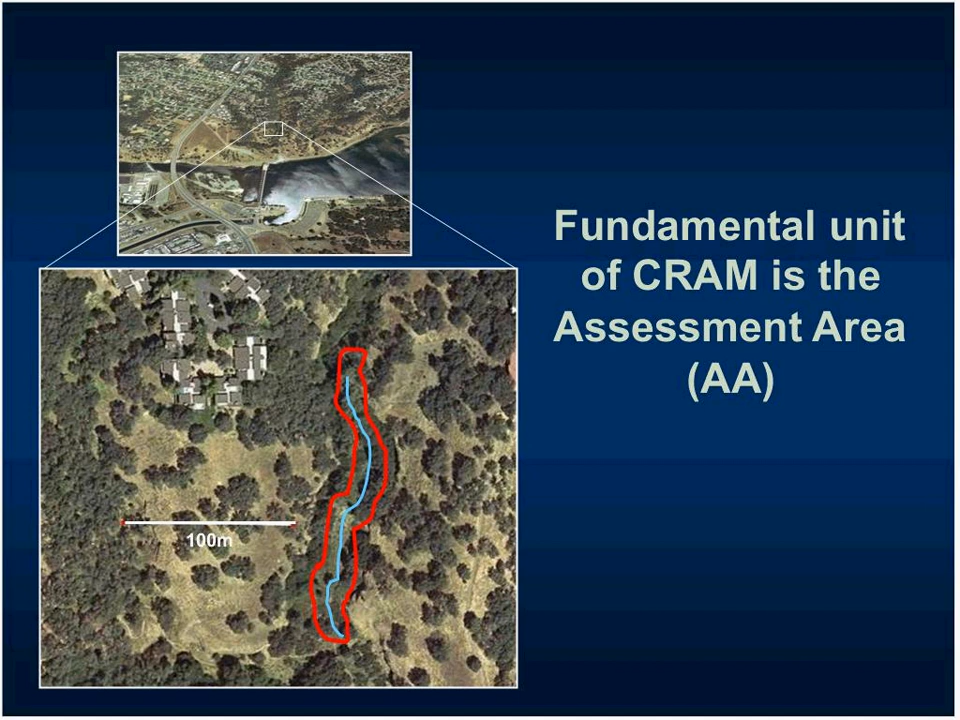 Fundamental unit
of CRAM is the
Assessment Area
(AA)
100m